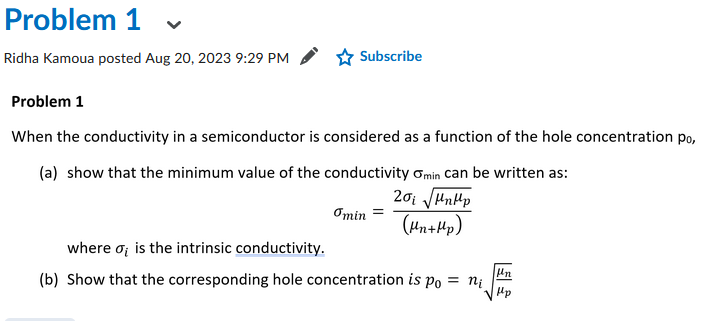 Problem 1
Ridha Kamoua posted Aug 20, 2023 9:29 PM Subscribe
Problem 1
When the conductivity in a semiconductor is considered as a function of the hole concentration p₀,
(a) show that the minimum value of the conductivity σmin can be written as:
σmin = 2σi √(μnμp) / (μn+μp)
where σi is the intrinsic conductivity.
(b) Show that the corresponding hole concentration is p0 = ni √(μn/μp)